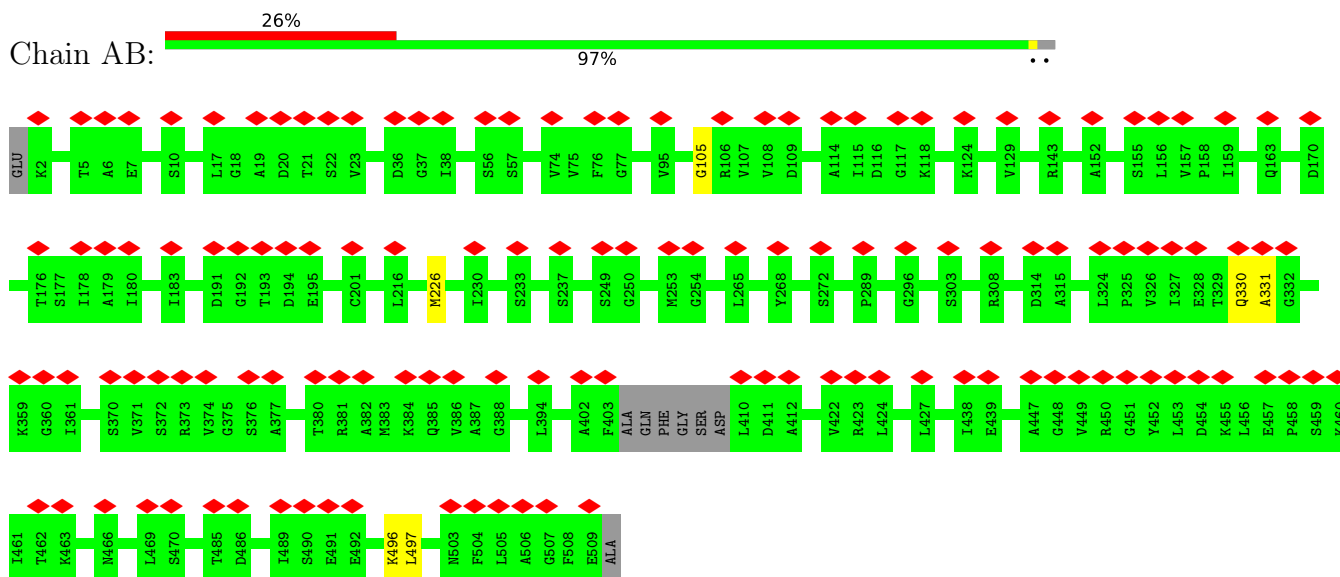 26%
Chain AB:
97%
GLU K2 T5 A6 E7 S10 L17 G18 A19 D20 T21 S22 V23 D36 G37 I38 S56 S57 V74 V75 F76 G77 V95 G105 R106 V107 V108 D109 A114 I115 D116 G117 K118 K124 V129 R143 A152 S155 L156 V157 P158 I159 Q163 D170
T176 S177 I178 A179 I180 I183 D191 G192 T193 D194 E195 C201 L216 M226 I230 S233 S237 S249 G250 M253 G254 L265 Y268 S272 P289 G296 S303 R308 D314 A315 L324 P325 V326 I327 E328 T329 Q330 A331 G332
K359 G360 I361 S370 V371 S372 R373 V374 G375 S376 A377 T380 R381 A382 M383 K384 Q385 V386 A387 G388 L394 A402 F403 ALA GLN PHE GLY SER ASP L410 D411 A412 V422 R423 L424 L427 I438 E439 A447 G448 V449 R450 G451 Y452 L453 D454 K455 L456 E457 P458 S459 K460
I461 T462 K463 N466 L469 S470 T485 D486 I489 S490 E491 E492 K496 L497 N503 F504 L505 A506 G507 F508 E509 ALA